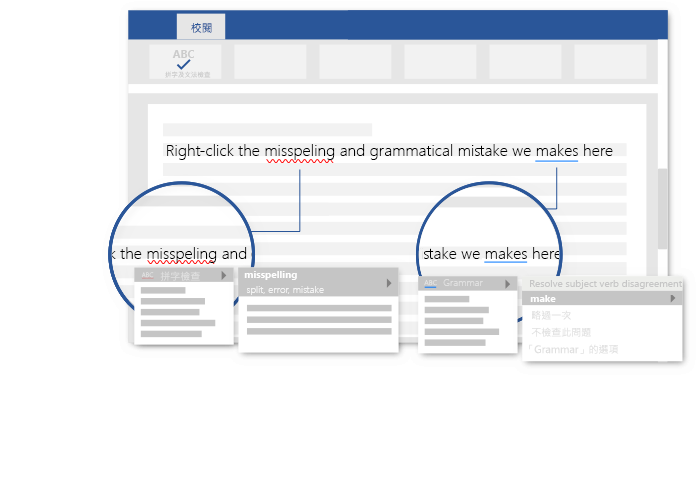 校閱
ABC
拼字及文法檢查
Right-click the misspeling and grammatical mistake we makes here
k the misspeling and
stake we makes here
ABC 拼字檢查
misspelling
split, error, mistake
ABC Grammar
Resolve subject verb disagreement
make
略過一次
不檢查此問題
「Grammar」的選項